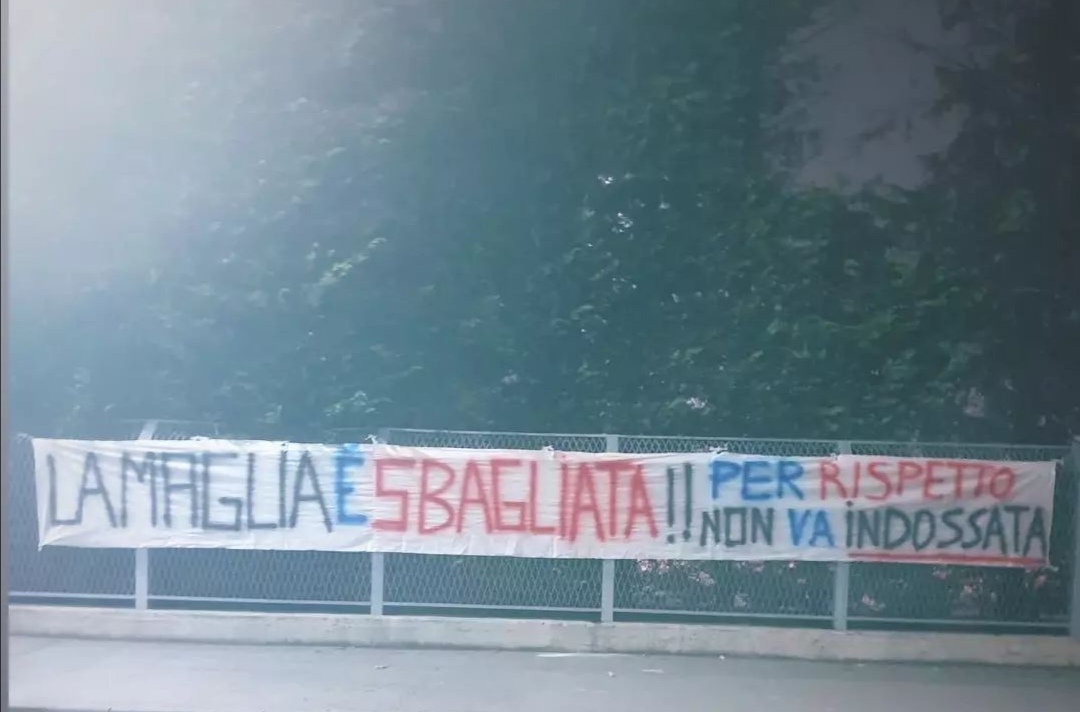 LA MAGLIA È SBAGLIATA!! PER RISPETTO
NON VA INDOSSATA